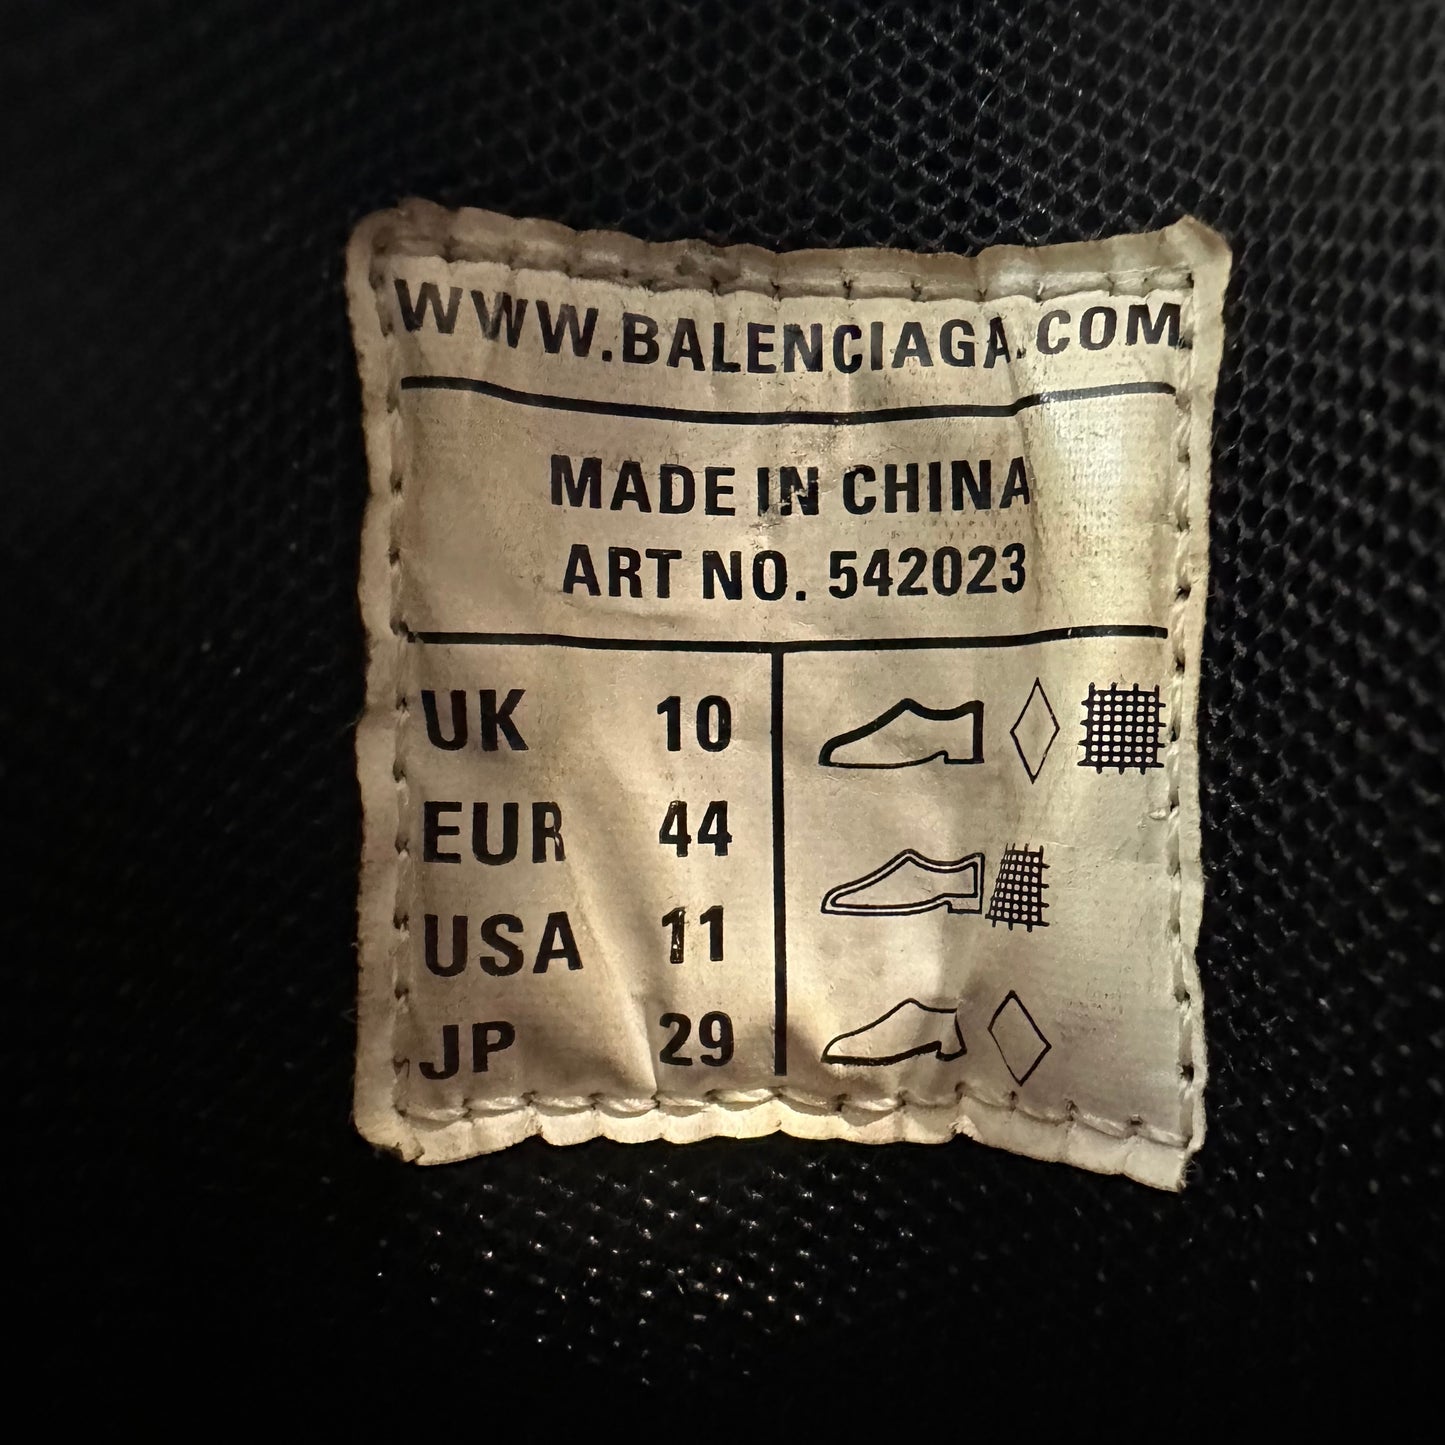 WWW.BALENCIAGA.COM
MADE IN CHINA
ART NO. 542023
UK 10
EUR 44
USA 11
JP 29